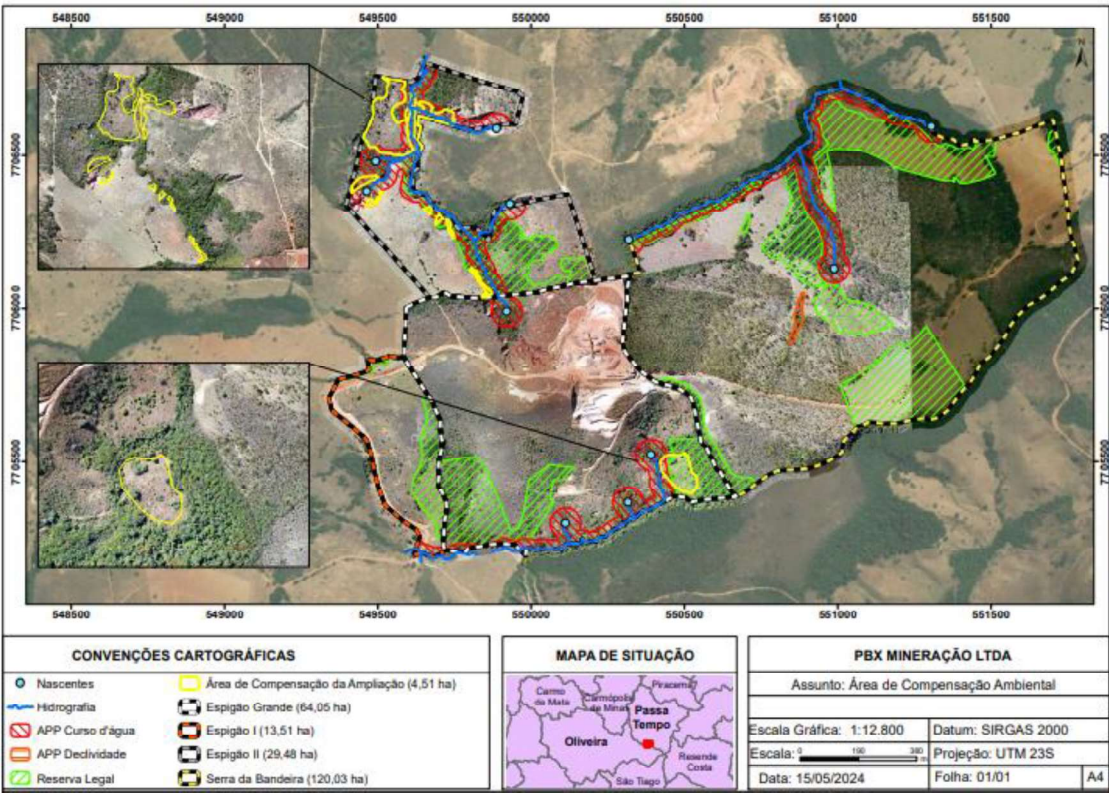 548500 549000 549500 550000 550500 551000 551500
N
7706500 7706500
7706000 7706000
7705500 7705500
548500 549000 549500 550000 550500 551000 551500
CONVENÇÕES CARTOGRÁFICAS
Nascentes
Hidrografia
APP Curso d'água
APP Declividade
Reserva Legal
Área de Compensação da Ampliação (4,51 ha)
Espigão Grande (64,05 ha)
Espigão I (13,51 ha)
Espigão II (29,48 ha)
Serra da Bandeira (120,03 ha)
MAPA DE SITUAÇÃO
Carmo
da Mata
Carmópolis
de Minas
Piracema
Passa
Tempo
Oliveira
Resende
Costa
São Tiago
PBX MINERAÇÃO LTDA
Assunto: Área de Compensação Ambiental
Escala Gráfica: 1:12.800
Datum: SIRGAS 2000
Escala: 0 190 380 m
Projeção: UTM 23S
Data: 15/05/2024
Folha: 01/01
A4